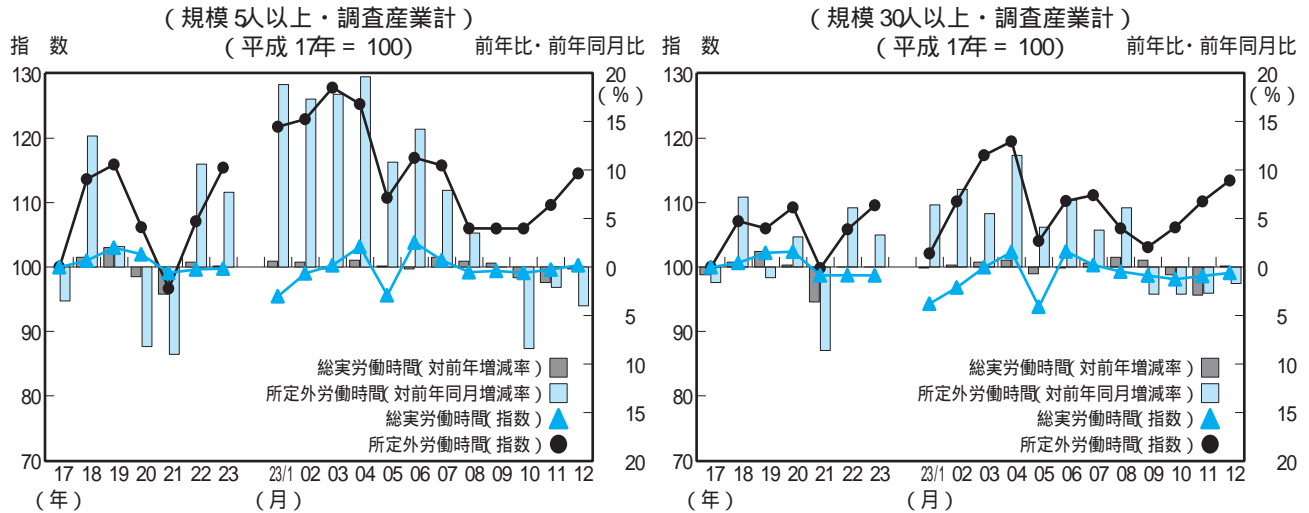 （規模 5人以上・調査産業計）
（平成 17年 = 100）
指　数
前年比・前年同月比
130
120
110
100
90
80
70
20
（%）
15
10
5
0
5
10
15
20
総実労働時間（対前年増減率）
所定外労働時間（対前年同月増減率）
総実労働時間（指数）
所定外労働時間（指数）
17 18 19 20 21 22 23 23/1 02 03 04 05 06 07 08 09 10 11 12
（年）　（月）
（規模 30人以上・調査産業計）
（平成 17年 = 100）
指　数
前年比・前年同月比
130
120
110
100
90
80
70
20
（%）
15
10
5
0
5
10
15
20
総実労働時間（対前年増減率）
所定外労働時間（対前年同月増減率）
総実労働時間（指数）
所定外労働時間（指数）
17 18 19 20 21 22 23 23/1 02 03 04 05 06 07 08 09 10 11 12
（年）　（月）